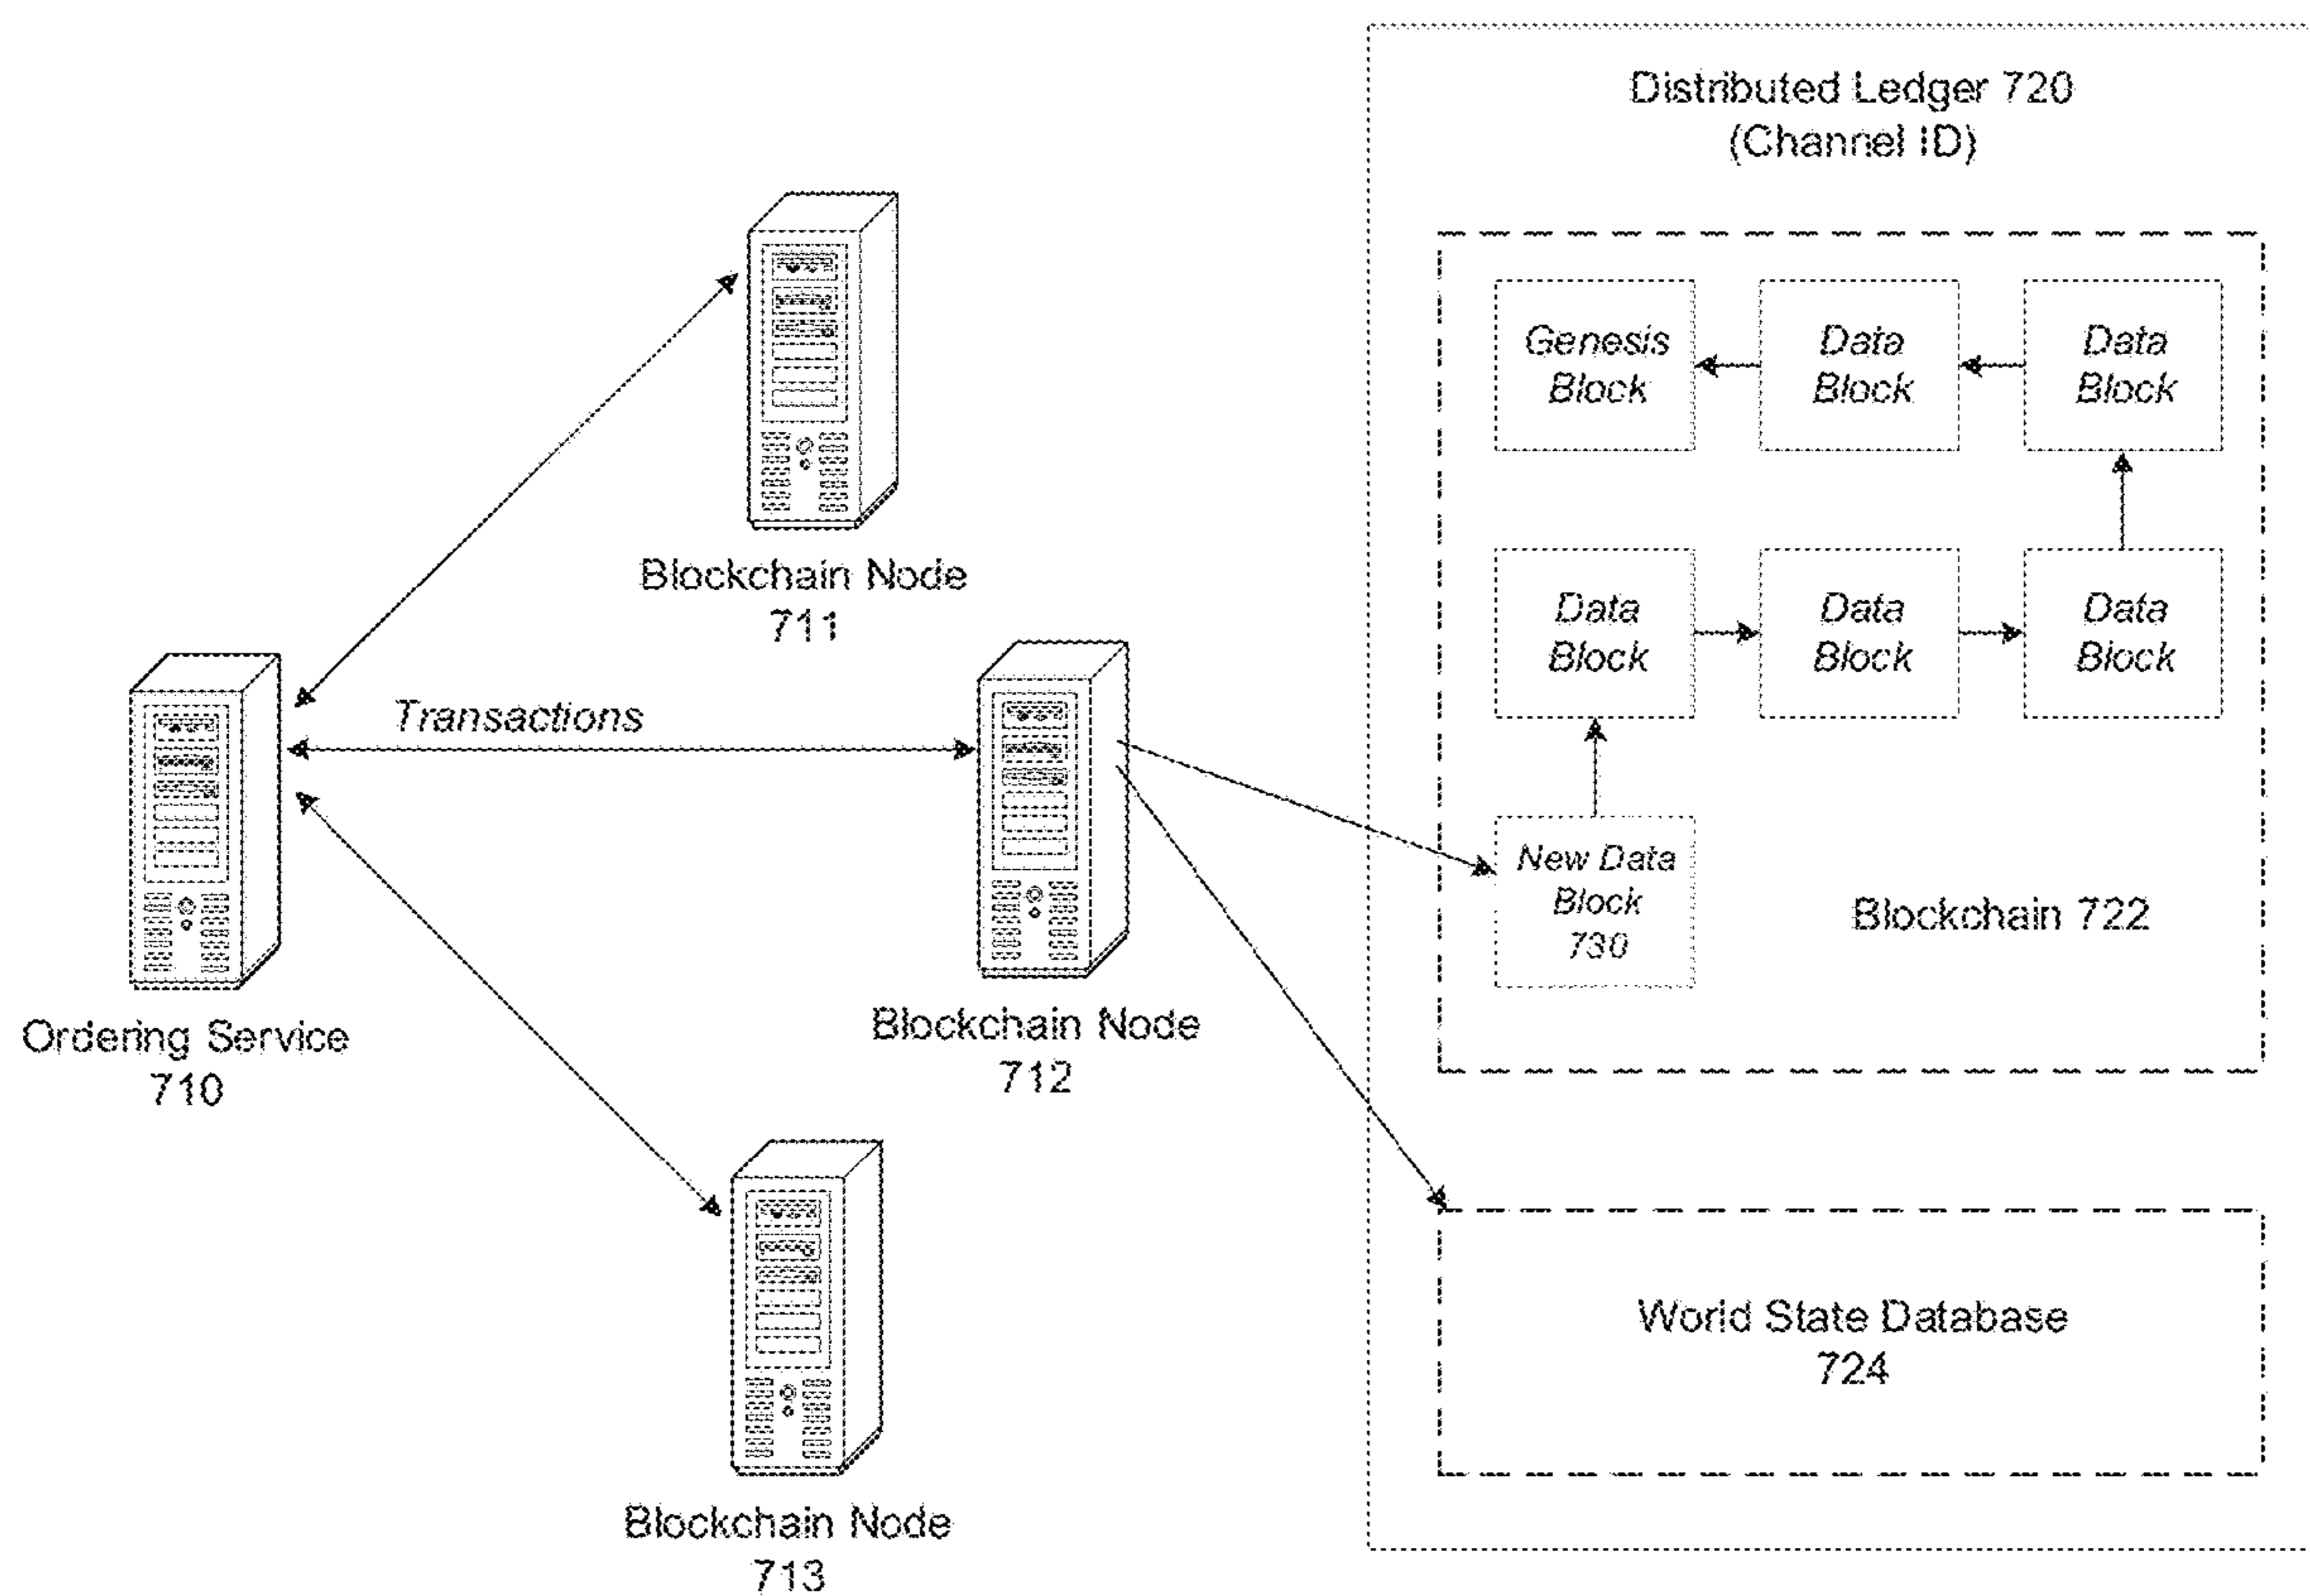 Distributed Ledger 720
(Channel ID)
Genesis
Block
Data
Block
Data
Block
Blockchain Node
711
Data
Block
Data
Block
Data
Block
Transactions
New Data
Block
730
Blockchain 722
Ordering Service
710
Blockchain Node
712
World State Database
724
Blockchain Node
713